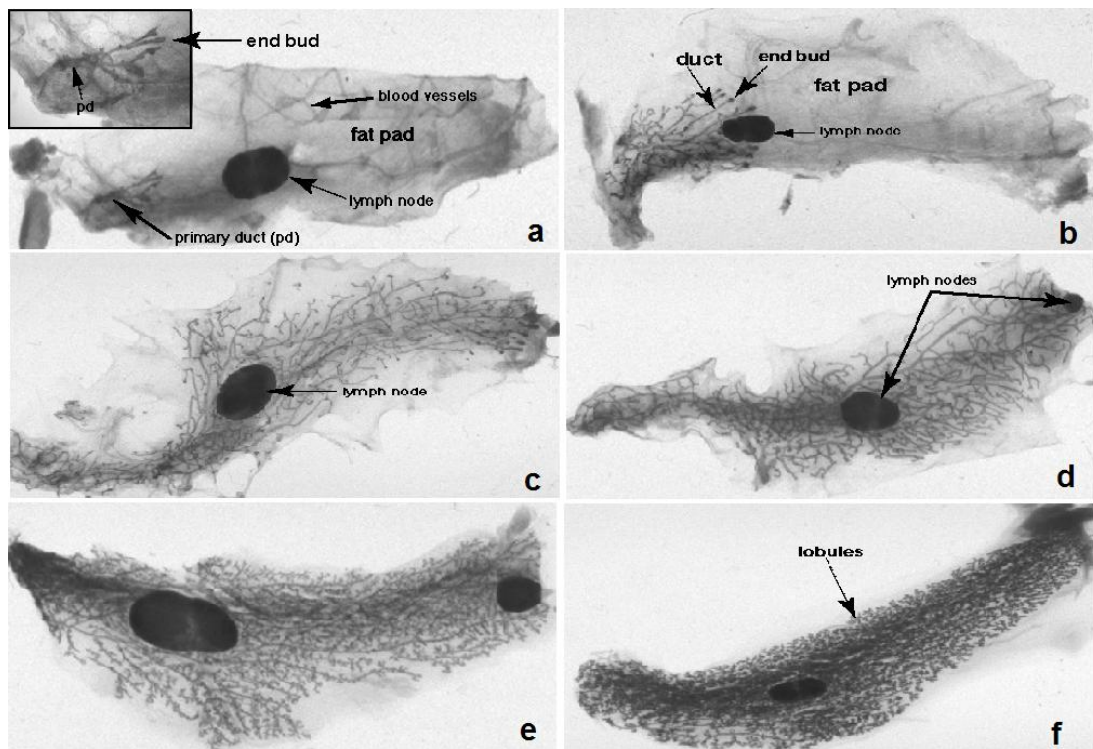 end bud
pd
blood vessels
fat pad
lymph node
primary duct (pd)
a
duct
end bud
fat pad
lymph node
b
lymph node
c
lymph nodes
d
e
lobules
f